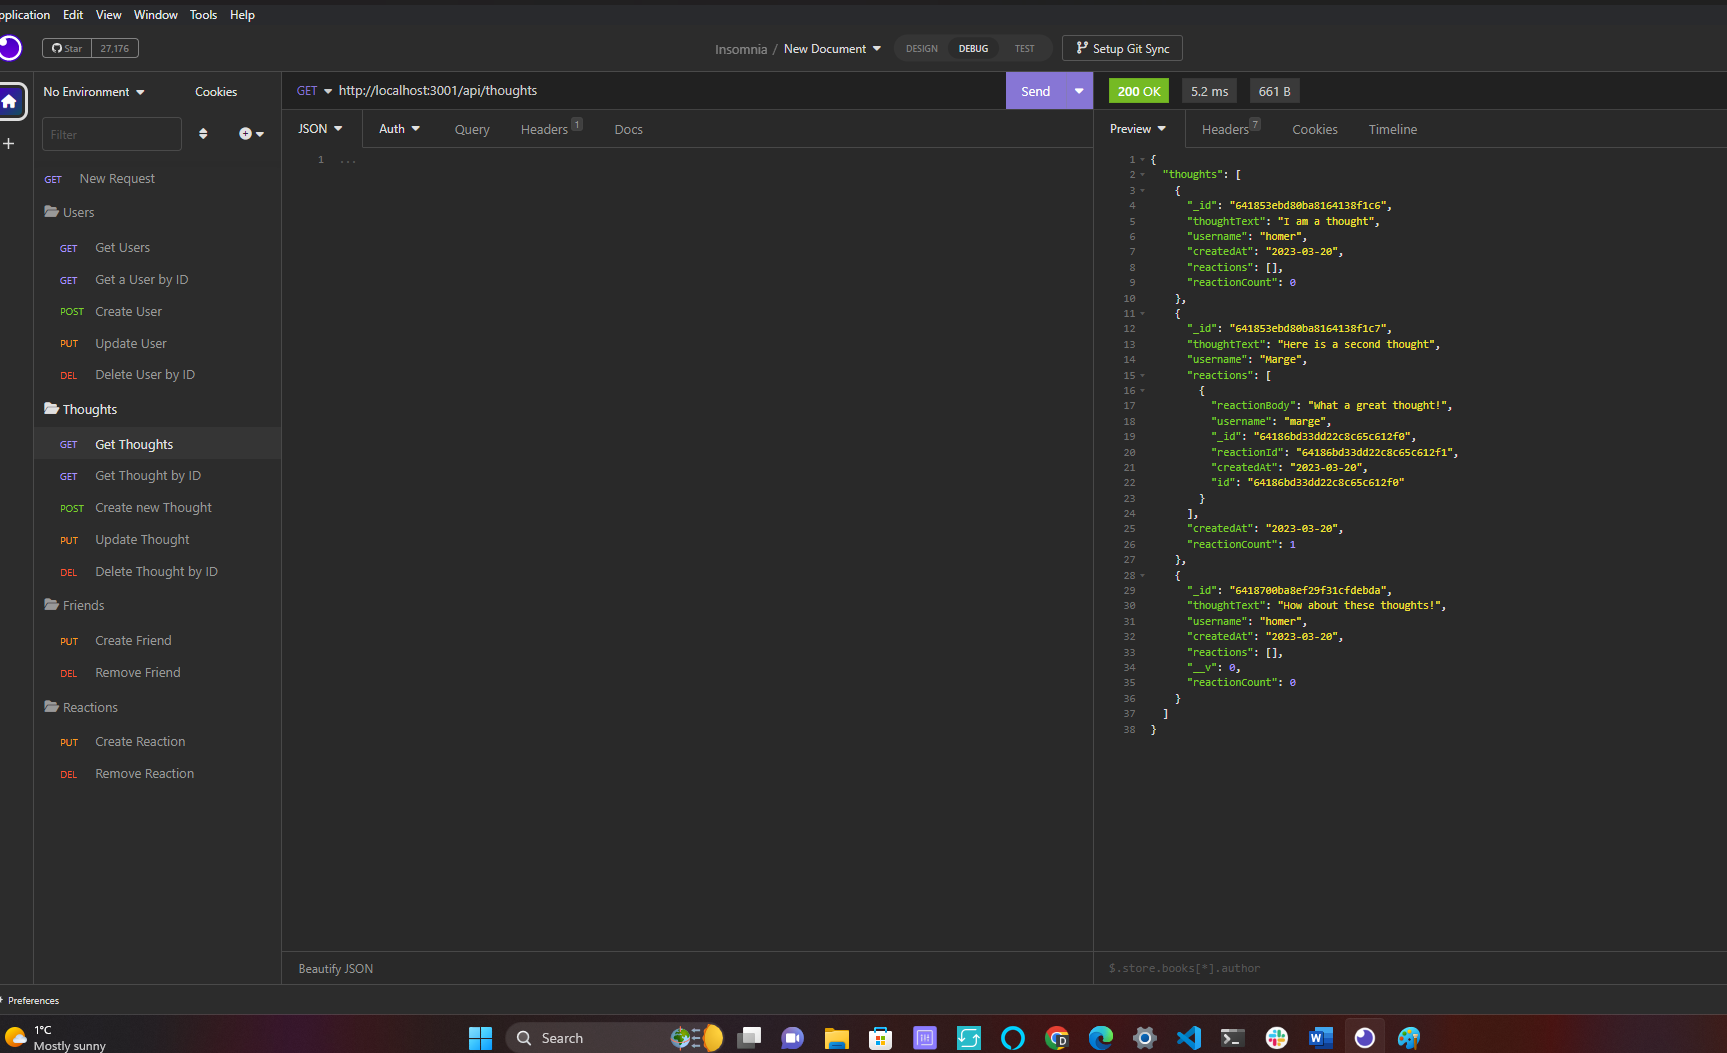 pplication Edit View Window Tools Help
Star 27,176
Insomnia / New Document DESIGN DEBUG TEST Setup Git Sync
No Environment Cookies
GET http://localhost:3001/api/thoughts Send
200 OK 5.2 ms 661 B
Filter
JSON Auth Query Headers 1 Docs
Preview Headers 7 Cookies Timeline
GET New Request
Users
GET Get Users
GET Get a User by ID
POST Create User
PUT Update User
DEL Delete User by ID
Thoughts
GET Get Thoughts
GET Get Thought by ID
POST Create new Thought
PUT Update Thought
DEL Delete Thought by ID
Friends
PUT Create Friend
DEL Remove Friend
Reactions
PUT Create Reaction
DEL Remove Reaction
1 ...
1 {
2 "thoughts": [
3 {
4 "_id": "641853ebd80ba8164138f1c6",
5 "thoughtText": "I am a thought",
6 "username": "homer",
7 "createdAt": "2023-03-20",
8 "reactions": [],
9 "reactionCount": 0
10 },
11 {
12 "_id": "641853ebd80ba8164138f1c7",
13 "thoughtText": "Here is a second thought",
14 "username": "Marge",
15 "reactions": [
16 {
17 "reactionBody": "What a great thought!",
18 "username": "marge",
19 "_id": "64186bd33dd22c8c65c612f0",
20 "reactionId": "64186bd33dd22c8c65c612f1",
21 "createdAt": "2023-03-20",
22 "id": "64186bd33dd22c8c65c612f0"
23 }
24 ],
25 "createdAt": "2023-03-20",
26 "reactionCount": 1
27 },
28 {
29 "_id": "6418700ba8ef29f31cfdebda",
30 "thoughtText": "How about these thoughts!",
31 "username": "homer",
32 "createdAt": "2023-03-20",
33 "reactions": [],
34 "__v": 0,
35 "reactionCount": 0
36 }
37 ]
38 }
Beautify JSON
$.store.books[*].author
Preferences
1°C
Mostly sunny
Search